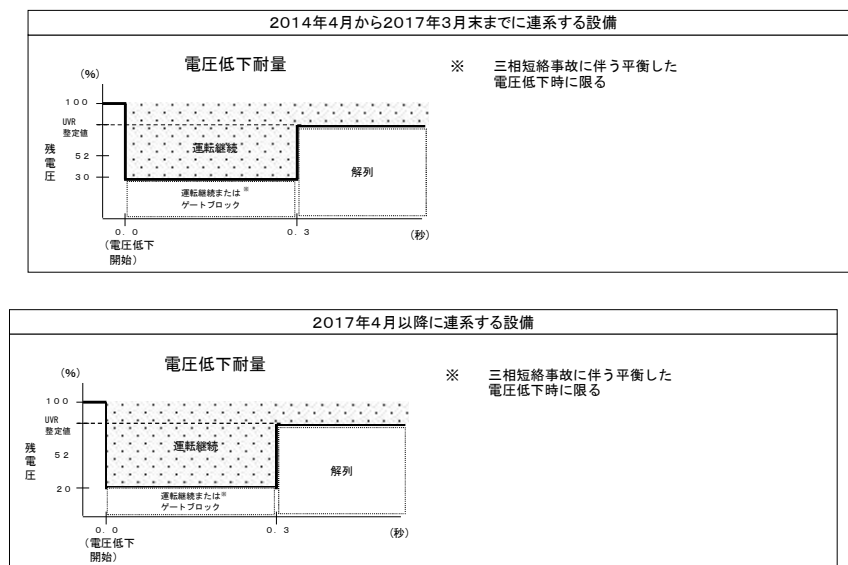 2014年4月から2017年3月末までに連系する設備
電圧低下耐量
※ 三相短絡事故に伴う平衡した
電圧低下時に限る
(%)
100
UVR
整定値
残電圧
52
30
運転継続
運転継続または※
ゲートブロック
解列
0.0
0.3
(秒)
(電圧低下
開始)
2017年4月以降に連系する設備
電圧低下耐量
※ 三相短絡事故に伴う平衡した
電圧低下時に限る
(%)
100
UVR
整定値
残電圧
52
20
運転継続
運転継続または※
ゲートブロック
解列
0.0
0.3
(秒)
(電圧低下
開始)